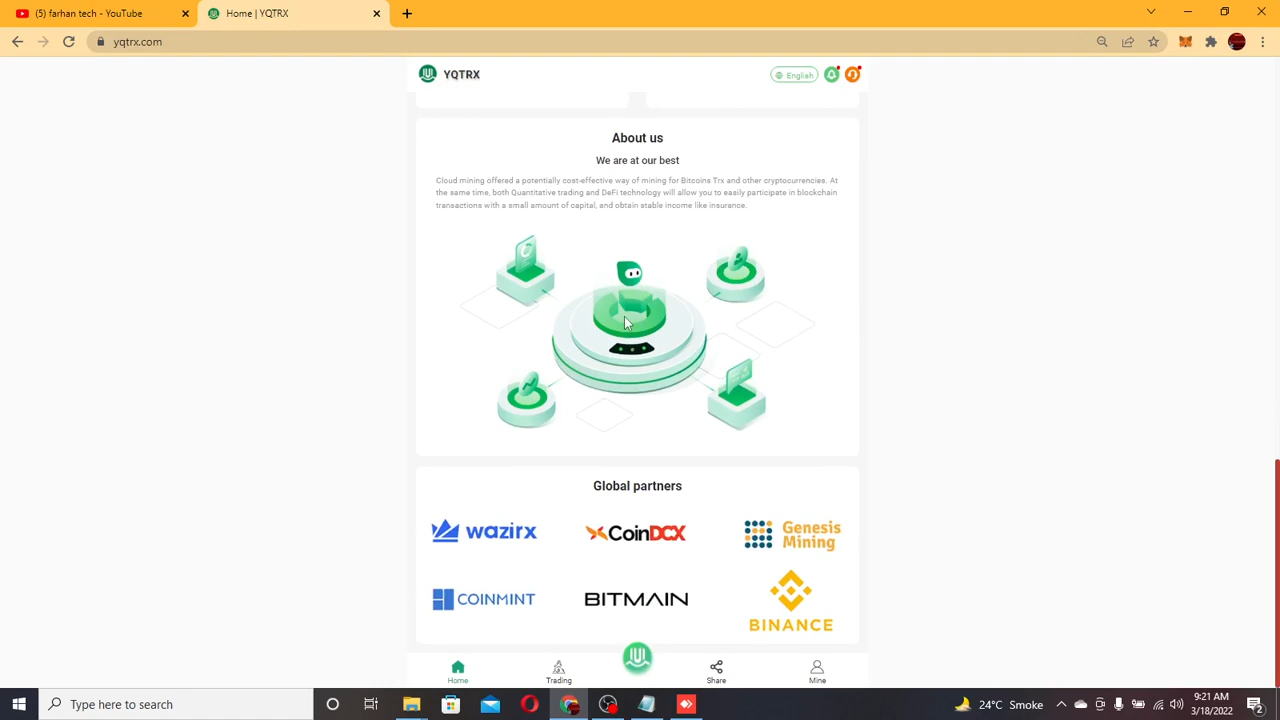 (5) farhan tech - YouTube
Home | YQTRX
yqtrx.com
YQTRX
English
About us
We are at our best
Cloud mining offered a potentially cost-effective way of mining for Bitcoins Trx and other cryptocurrencies. At
the same time, both Quantitative trading and DeFi technology will allow you to easily participate in blockchain
transactions with a small amount of capital, and obtain stable income like insurance.
Global partners
wazirx
CoinDCX
Genesis
Mining
COINMINT
BITMAIN
BINANCE
Home
Trading
Share
Mine
Type here to search
24°C Smoke
9:21 AM
3/18/2022
2